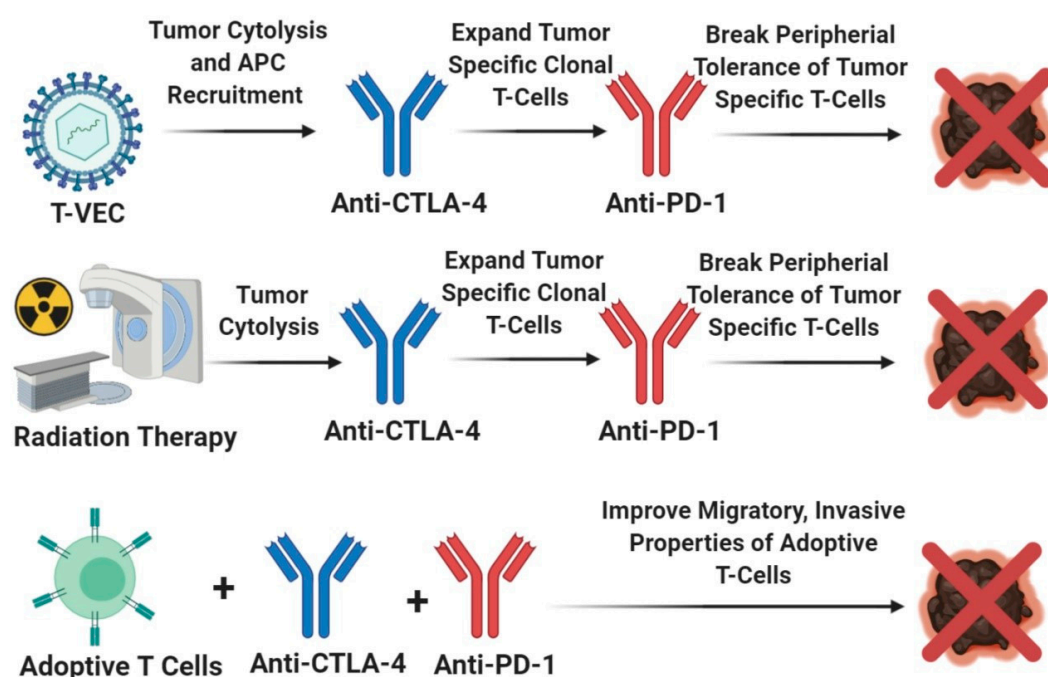 Tumor Cytolysis
and APC
Recruitment
Expand Tumor
Specific Clonal
T-Cells
Break Peripherial
Tolerance of Tumor
Specific T-Cells
T-VEC
Anti-CTLA-4
Anti-PD-1
Tumor
Cytolysis
Expand Tumor
Specific Clonal
T-Cells
Break Peripherial
Tolerance of Tumor
Specific T-Cells
Radiation Therapy
Anti-CTLA-4
Anti-PD-1
Improve Migratory, Invasive
Properties of Adoptive
T-Cells
+
+
Adoptive T Cells
Anti-CTLA-4
Anti-PD-1